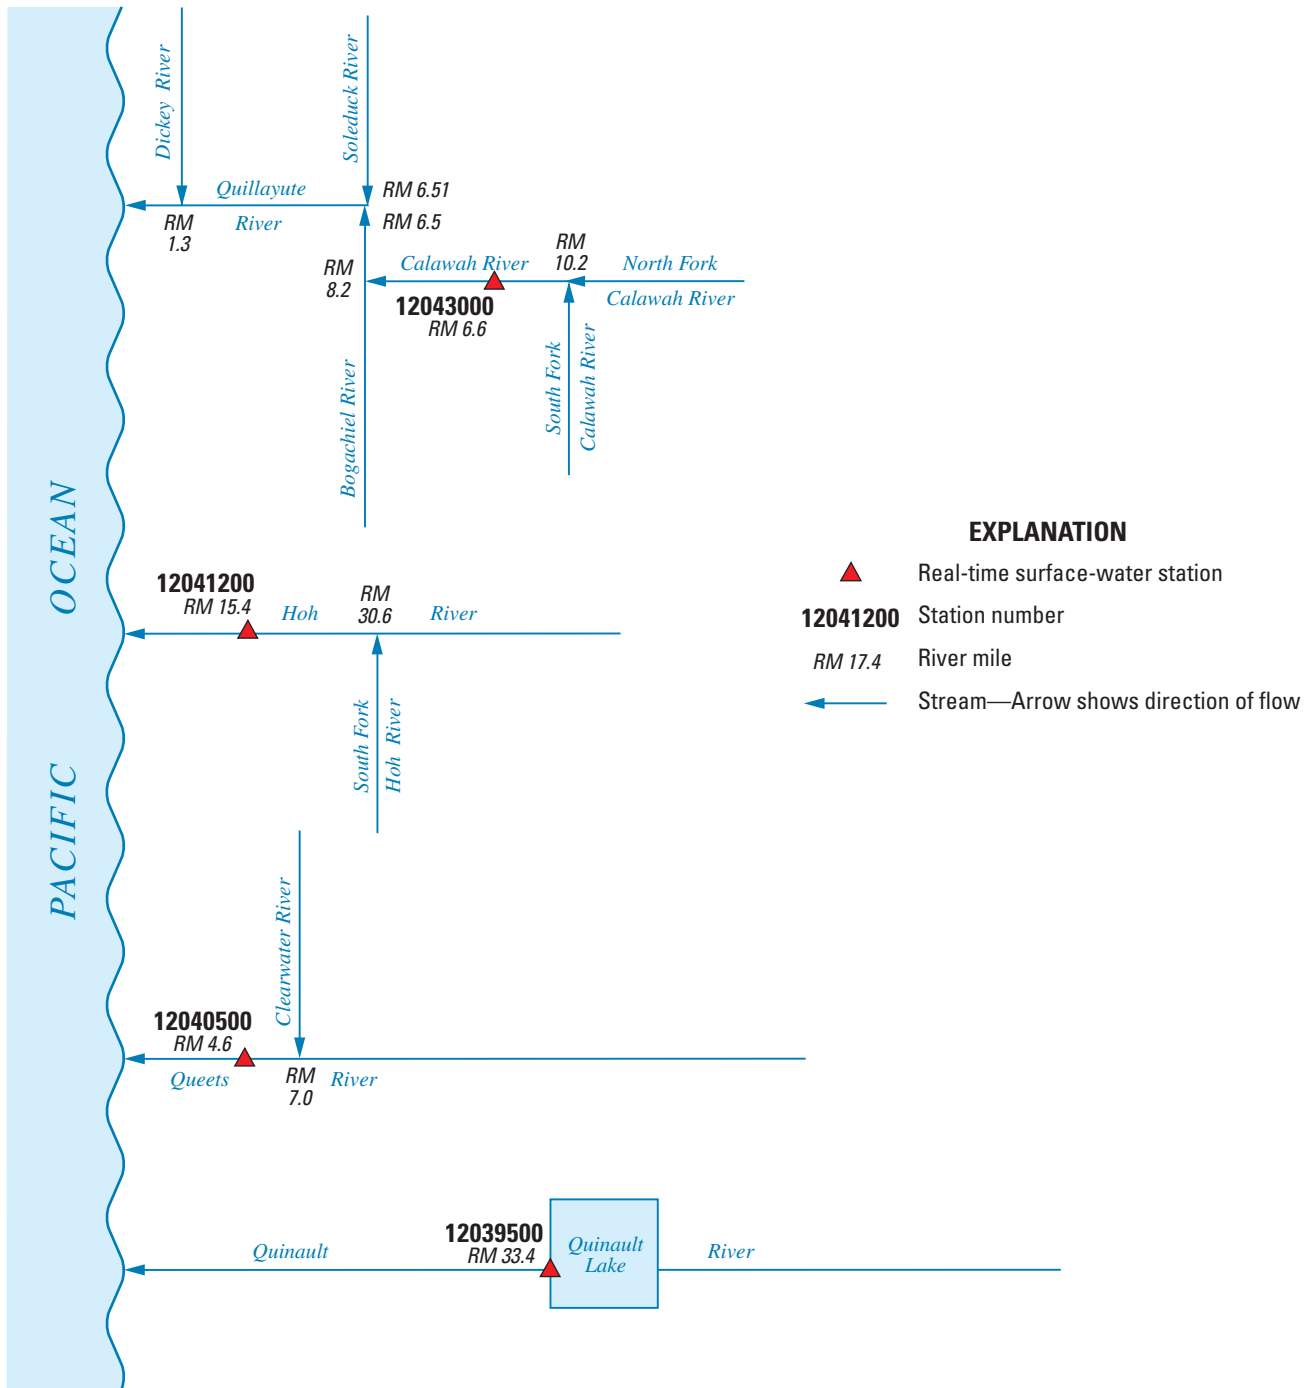 Dickey River
Soleduck River
Quillayute
River
RM 6.51
RM 6.5
RM
1.3
RM
8.2
Calawah River
RM
10.2
North Fork
Calawah River
12043000
RM 6.6
South Fork
Calawah River
Bogachiel River
PACIFIC OCEAN
EXPLANATION
Real-time surface-water station
12041200 Station number
RM 17.4 River mile
Stream—Arrow shows direction of flow
12041200
RM 15.4
Hoh
RM
30.6
River
South Fork
Hoh River
Clearwater River
12040500
RM 4.6
Queets
RM
7.0
River
12039500
RM 33.4
Quinault
Quinault
Lake
River